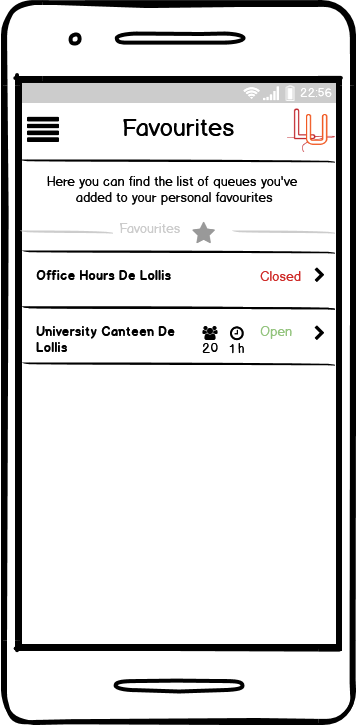 22:56
Favourites
LU
Here you can find the list of queues you've
added to your personal favourites
Favourites
Office Hours De Lollis Closed
University Canteen De Open
Lollis 20 1h